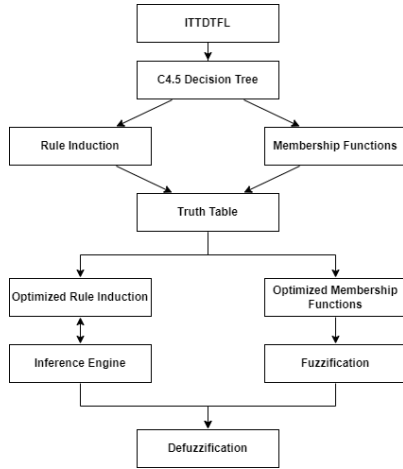 ITTDTFL
C4.5 Decision Tree
Rule Induction
Membership Functions
Truth Table
Optimized Rule Induction
Optimized Membership
Functions
Inference Engine
Fuzzification
Defuzzification